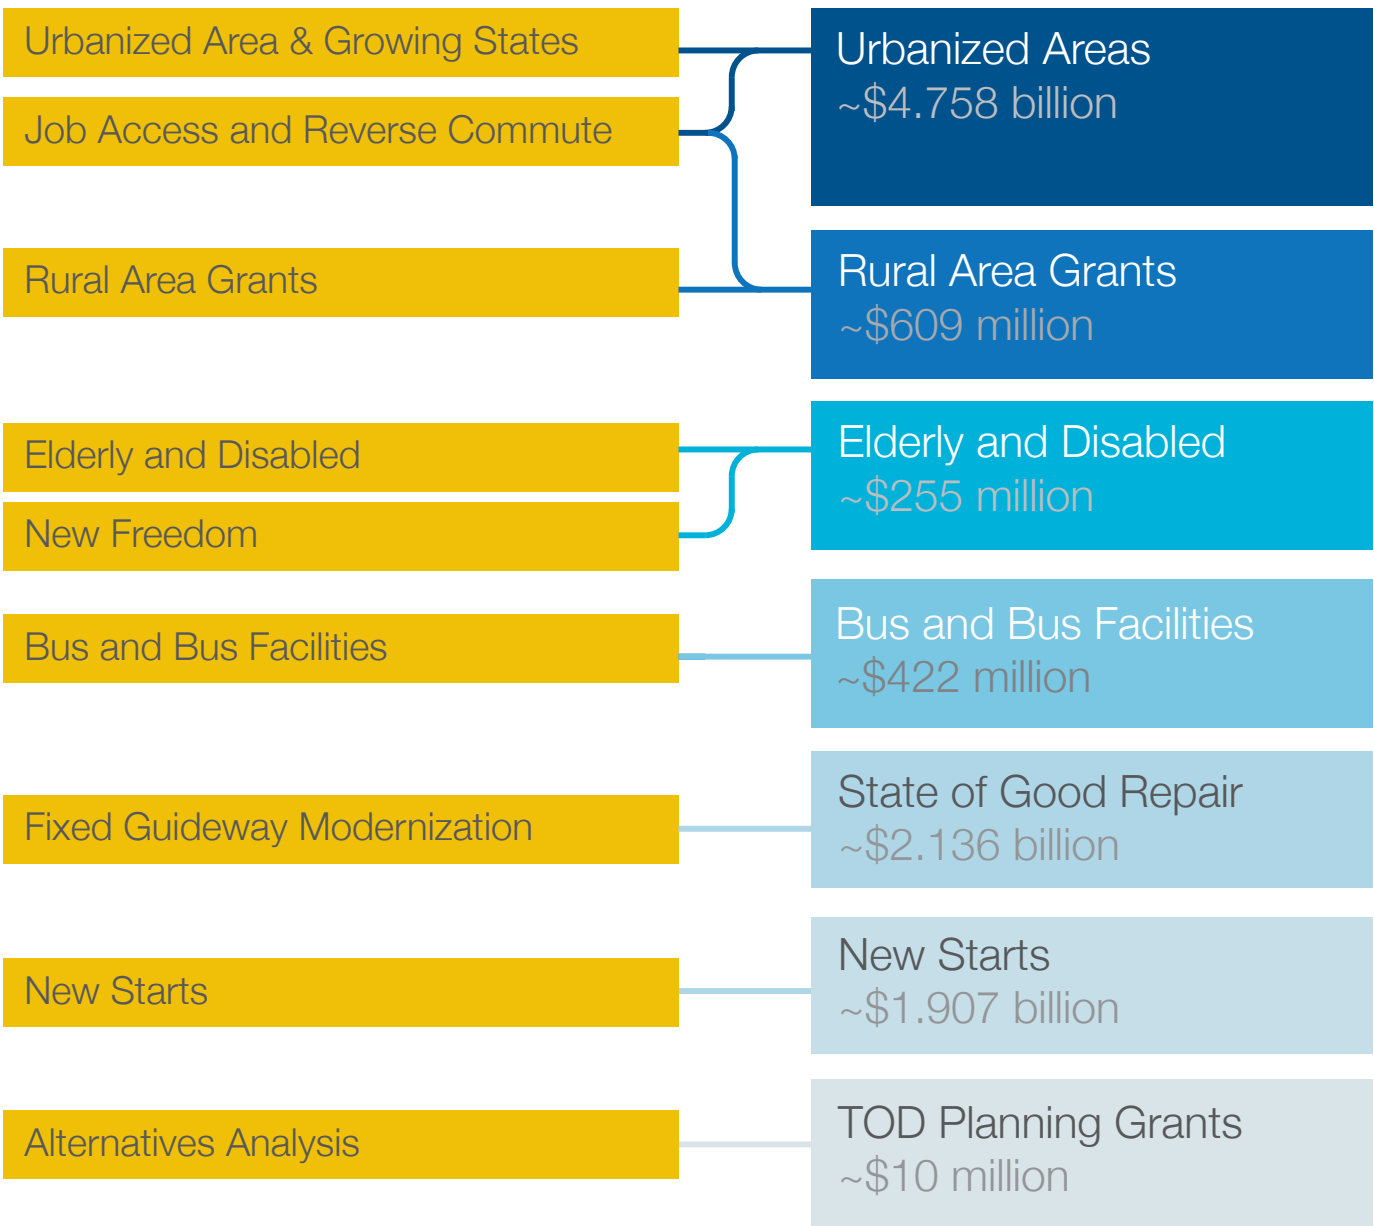 Urbanized Area & Growing States
Job Access and Reverse Commute
Rural Area Grants
Elderly and Disabled
New Freedom
Bus and Bus Facilities
Fixed Guideway Modernization
New Starts
Alternatives Analysis
Urbanized Areas
~$4.758 billion
Rural Area Grants
~$609 million
Elderly and Disabled
~$255 million
Bus and Bus Facilities
~$422 million
State of Good Repair
~$2.136 billion
New Starts
~$1.907 billion
TOD Planning Grants
~$10 million